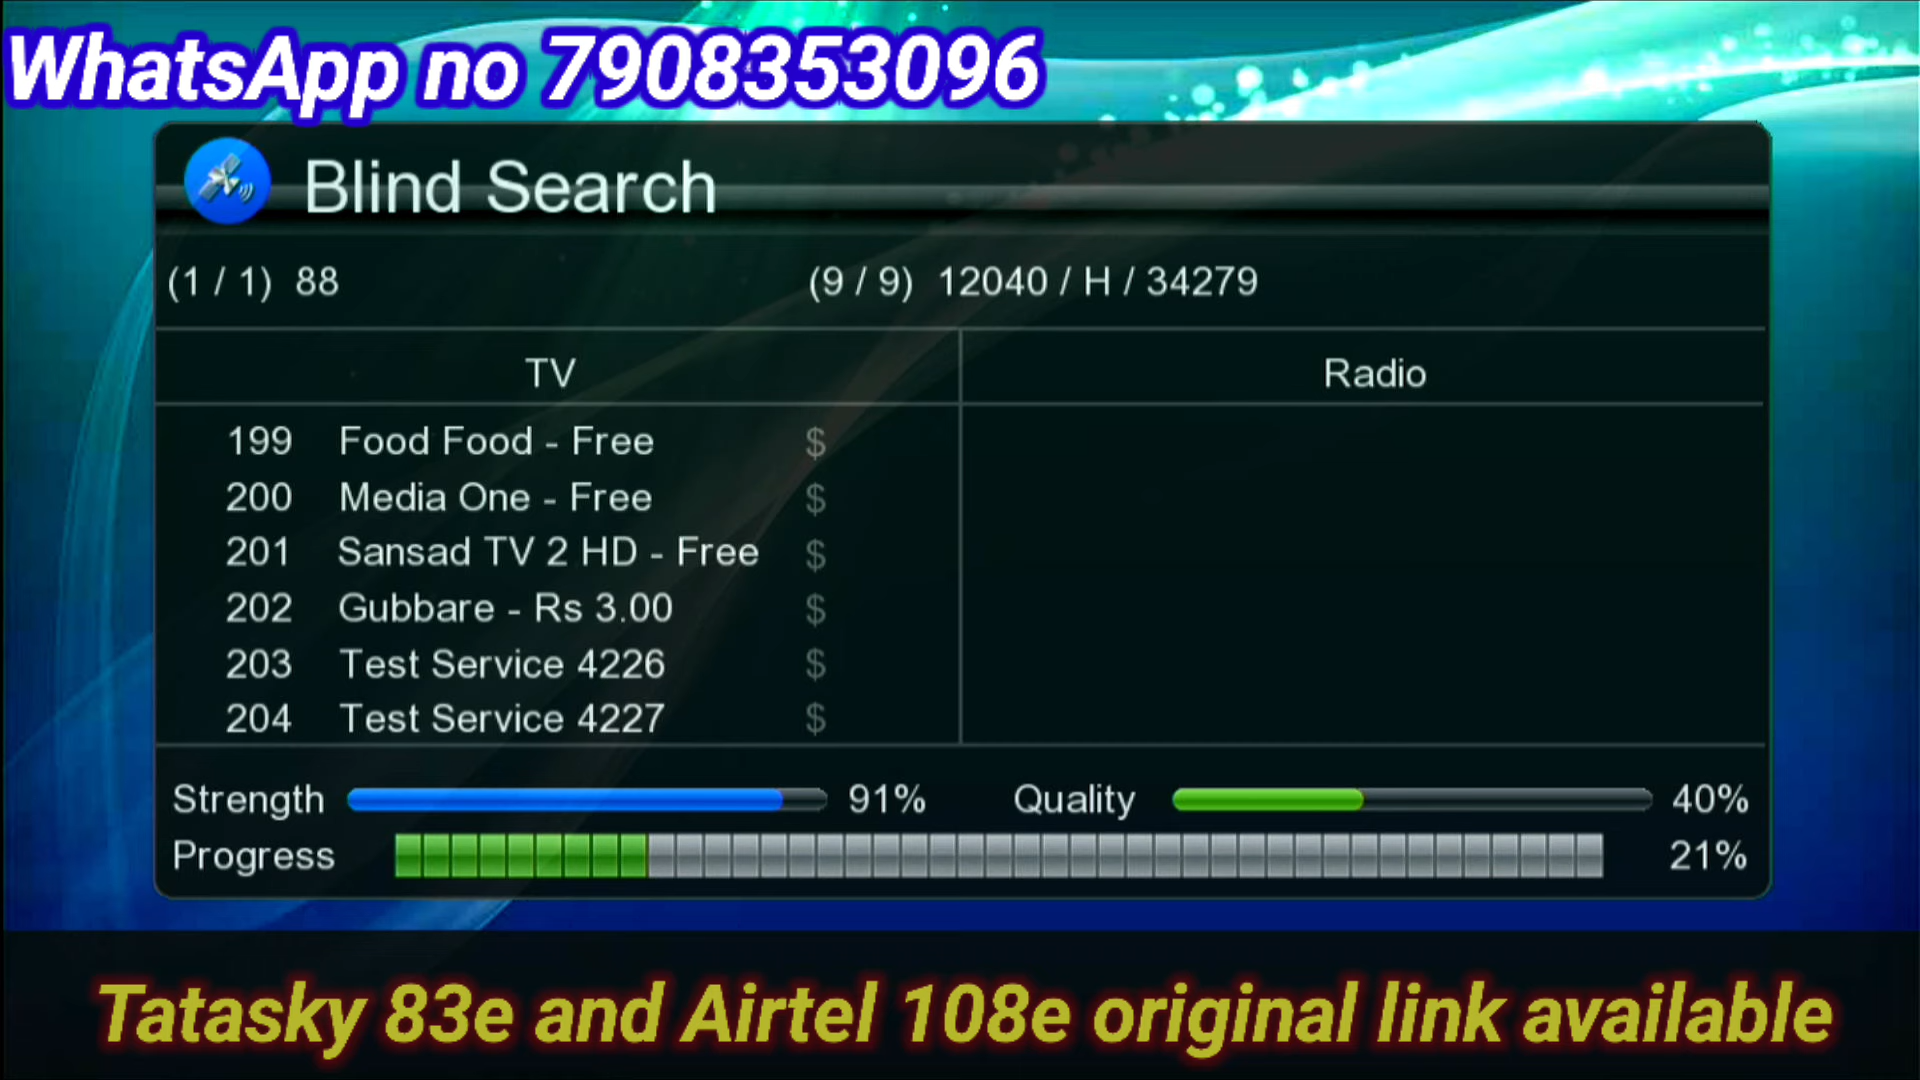 WhatsApp no 7908353096
Blind Search
(1 / 1) 88 (9 / 9) 12040 / H / 34279
TV Radio
199 Food Food - Free $
200 Media One - Free $
201 Sansad TV 2 HD - Free $
202 Gubbare - Rs 3.00 $
203 Test Service 4226 $
204 Test Service 4227 $
Strength 91% Quality 40%
Progress 21%
Tatasky 83e and Airtel 108e original link available